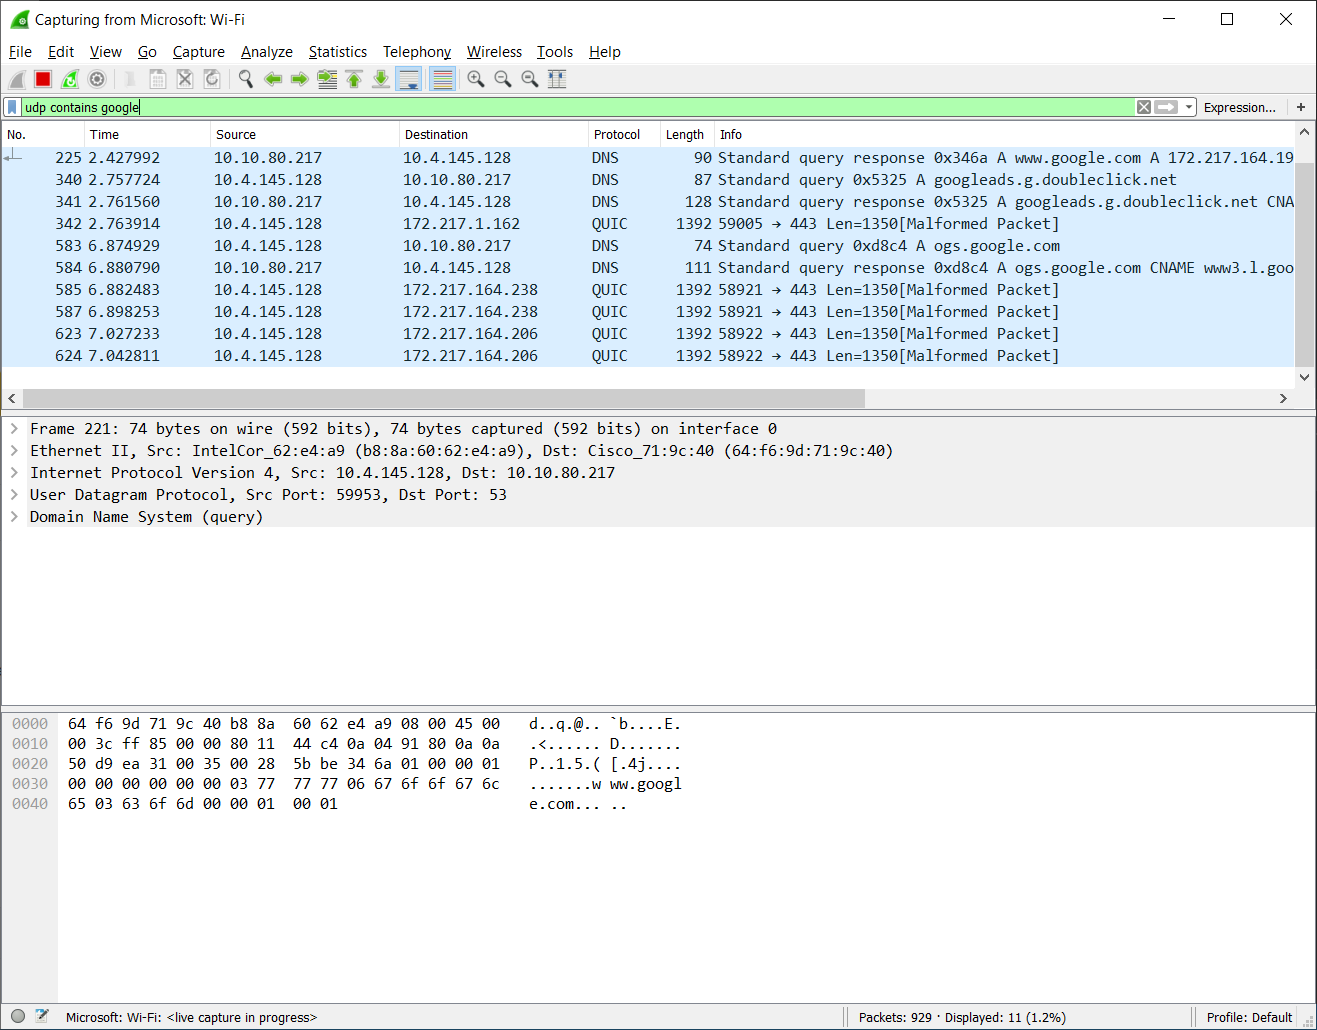 Capturing from Microsoft: Wi-Fi
File Edit View Go Capture Analyze Statistics Telephony Wireless Tools Help
udp contains google Expression... +
No. Time Source Destination Protocol Length Info
225 2.427992 10.10.80.217 10.4.145.128 DNS 90 Standard query response 0x346a A www.google.com A 172.217.164.19
340 2.757724 10.4.145.128 10.10.80.217 DNS 87 Standard query 0x5325 A googleads.g.doubleclick.net
341 2.761560 10.10.80.217 10.4.145.128 DNS 128 Standard query response 0x5325 A googleads.g.doubleclick.net CNA
342 2.763914 10.4.145.128 172.217.1.162 QUIC 1392 59005 → 443 Len=1350[Malformed Packet]
583 6.874929 10.4.145.128 10.10.80.217 DNS 74 Standard query 0xd8c4 A ogs.google.com
584 6.880790 10.10.80.217 10.4.145.128 DNS 111 Standard query response 0xd8c4 A ogs.google.com CNAME www3.l.goo
585 6.882483 10.4.145.128 172.217.164.238 QUIC 1392 58921 → 443 Len=1350[Malformed Packet]
587 6.898253 10.4.145.128 172.217.164.238 QUIC 1392 58921 → 443 Len=1350[Malformed Packet]
623 7.027233 10.4.145.128 172.217.164.206 QUIC 1392 58922 → 443 Len=1350[Malformed Packet]
624 7.042811 10.4.145.128 172.217.164.206 QUIC 1392 58922 → 443 Len=1350[Malformed Packet]
Frame 221: 74 bytes on wire (592 bits), 74 bytes captured (592 bits) on interface 0
Ethernet II, Src: IntelCor_62:e4:a9 (b8:8a:60:62:e4:a9), Dst: Cisco_71:9c:40 (64:f6:9d:71:9c:40)
Internet Protocol Version 4, Src: 10.4.145.128, Dst: 10.10.80.217
User Datagram Protocol, Src Port: 59953, Dst Port: 53
Domain Name System (query)
0000 64 f6 9d 71 9c 40 b8 8a 60 62 e4 a9 08 00 45 00 d..q.@.. `b....E.
0010 00 3c ff 85 00 00 80 11 44 c4 0a 04 91 80 0a 0a .<...... D.......
0020 50 d9 ea 31 00 35 00 28 5b be 34 6a 01 00 00 01 P..1.5.( [.4j....
0030 00 00 00 00 00 00 03 77 77 77 06 67 6f 6f 67 6c .......w ww.googl
0040 65 03 63 6f 6d 00 00 01 00 01 e.com... ..
Microsoft: Wi-Fi: <live capture in progress> Packets: 929 · Displayed: 11 (1.2%) Profile: Default